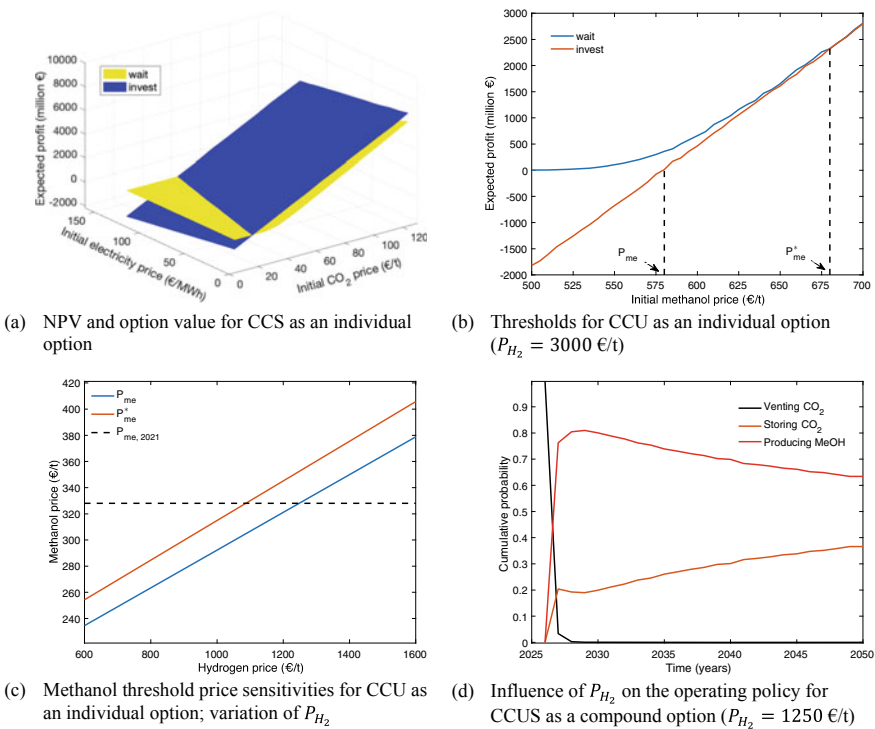 10000
8000
6000
4000
2000
0
-2000
Expected profit (million €)
wait
invest
150
100
50
0
Initial electricity price (€/MWh)
0
20
40
60
80
100
120
Initial CO2 price (€/t)
(a) NPV and option value for CCS as an individual
option
3000
2500
2000
1500
1000
500
0
-500
-1000
-1500
-2000
Expected profit (million €)
wait
invest
Pme
P*me
500 525 550 575 600 625 650 675 700
Initial methanol price (€/t)
(b) Thresholds for CCU as an individual option
(PH2 = 3000 €/t)
420
400
380
360
340
320
300
280
260
240
Methanol price (€/t)
Pme
P*me
Pme, 2021
600 800 1000 1200 1400 1600
Hydrogen price (€/t)
(c) Methanol threshold price sensitivities for CCU as
an individual option; variation of PH2
0.9
0.8
0.7
0.6
0.5
0.4
0.3
0.2
0.1
0
Cumulative probability
Venting CO2
Storing CO2
Producing MeOH
2025 2030 2035 2040 2045 2050
Time (years)
(d) Influence of PH2 on the operating policy for
CCUS as a compound option (PH2 = 1250 €/t)